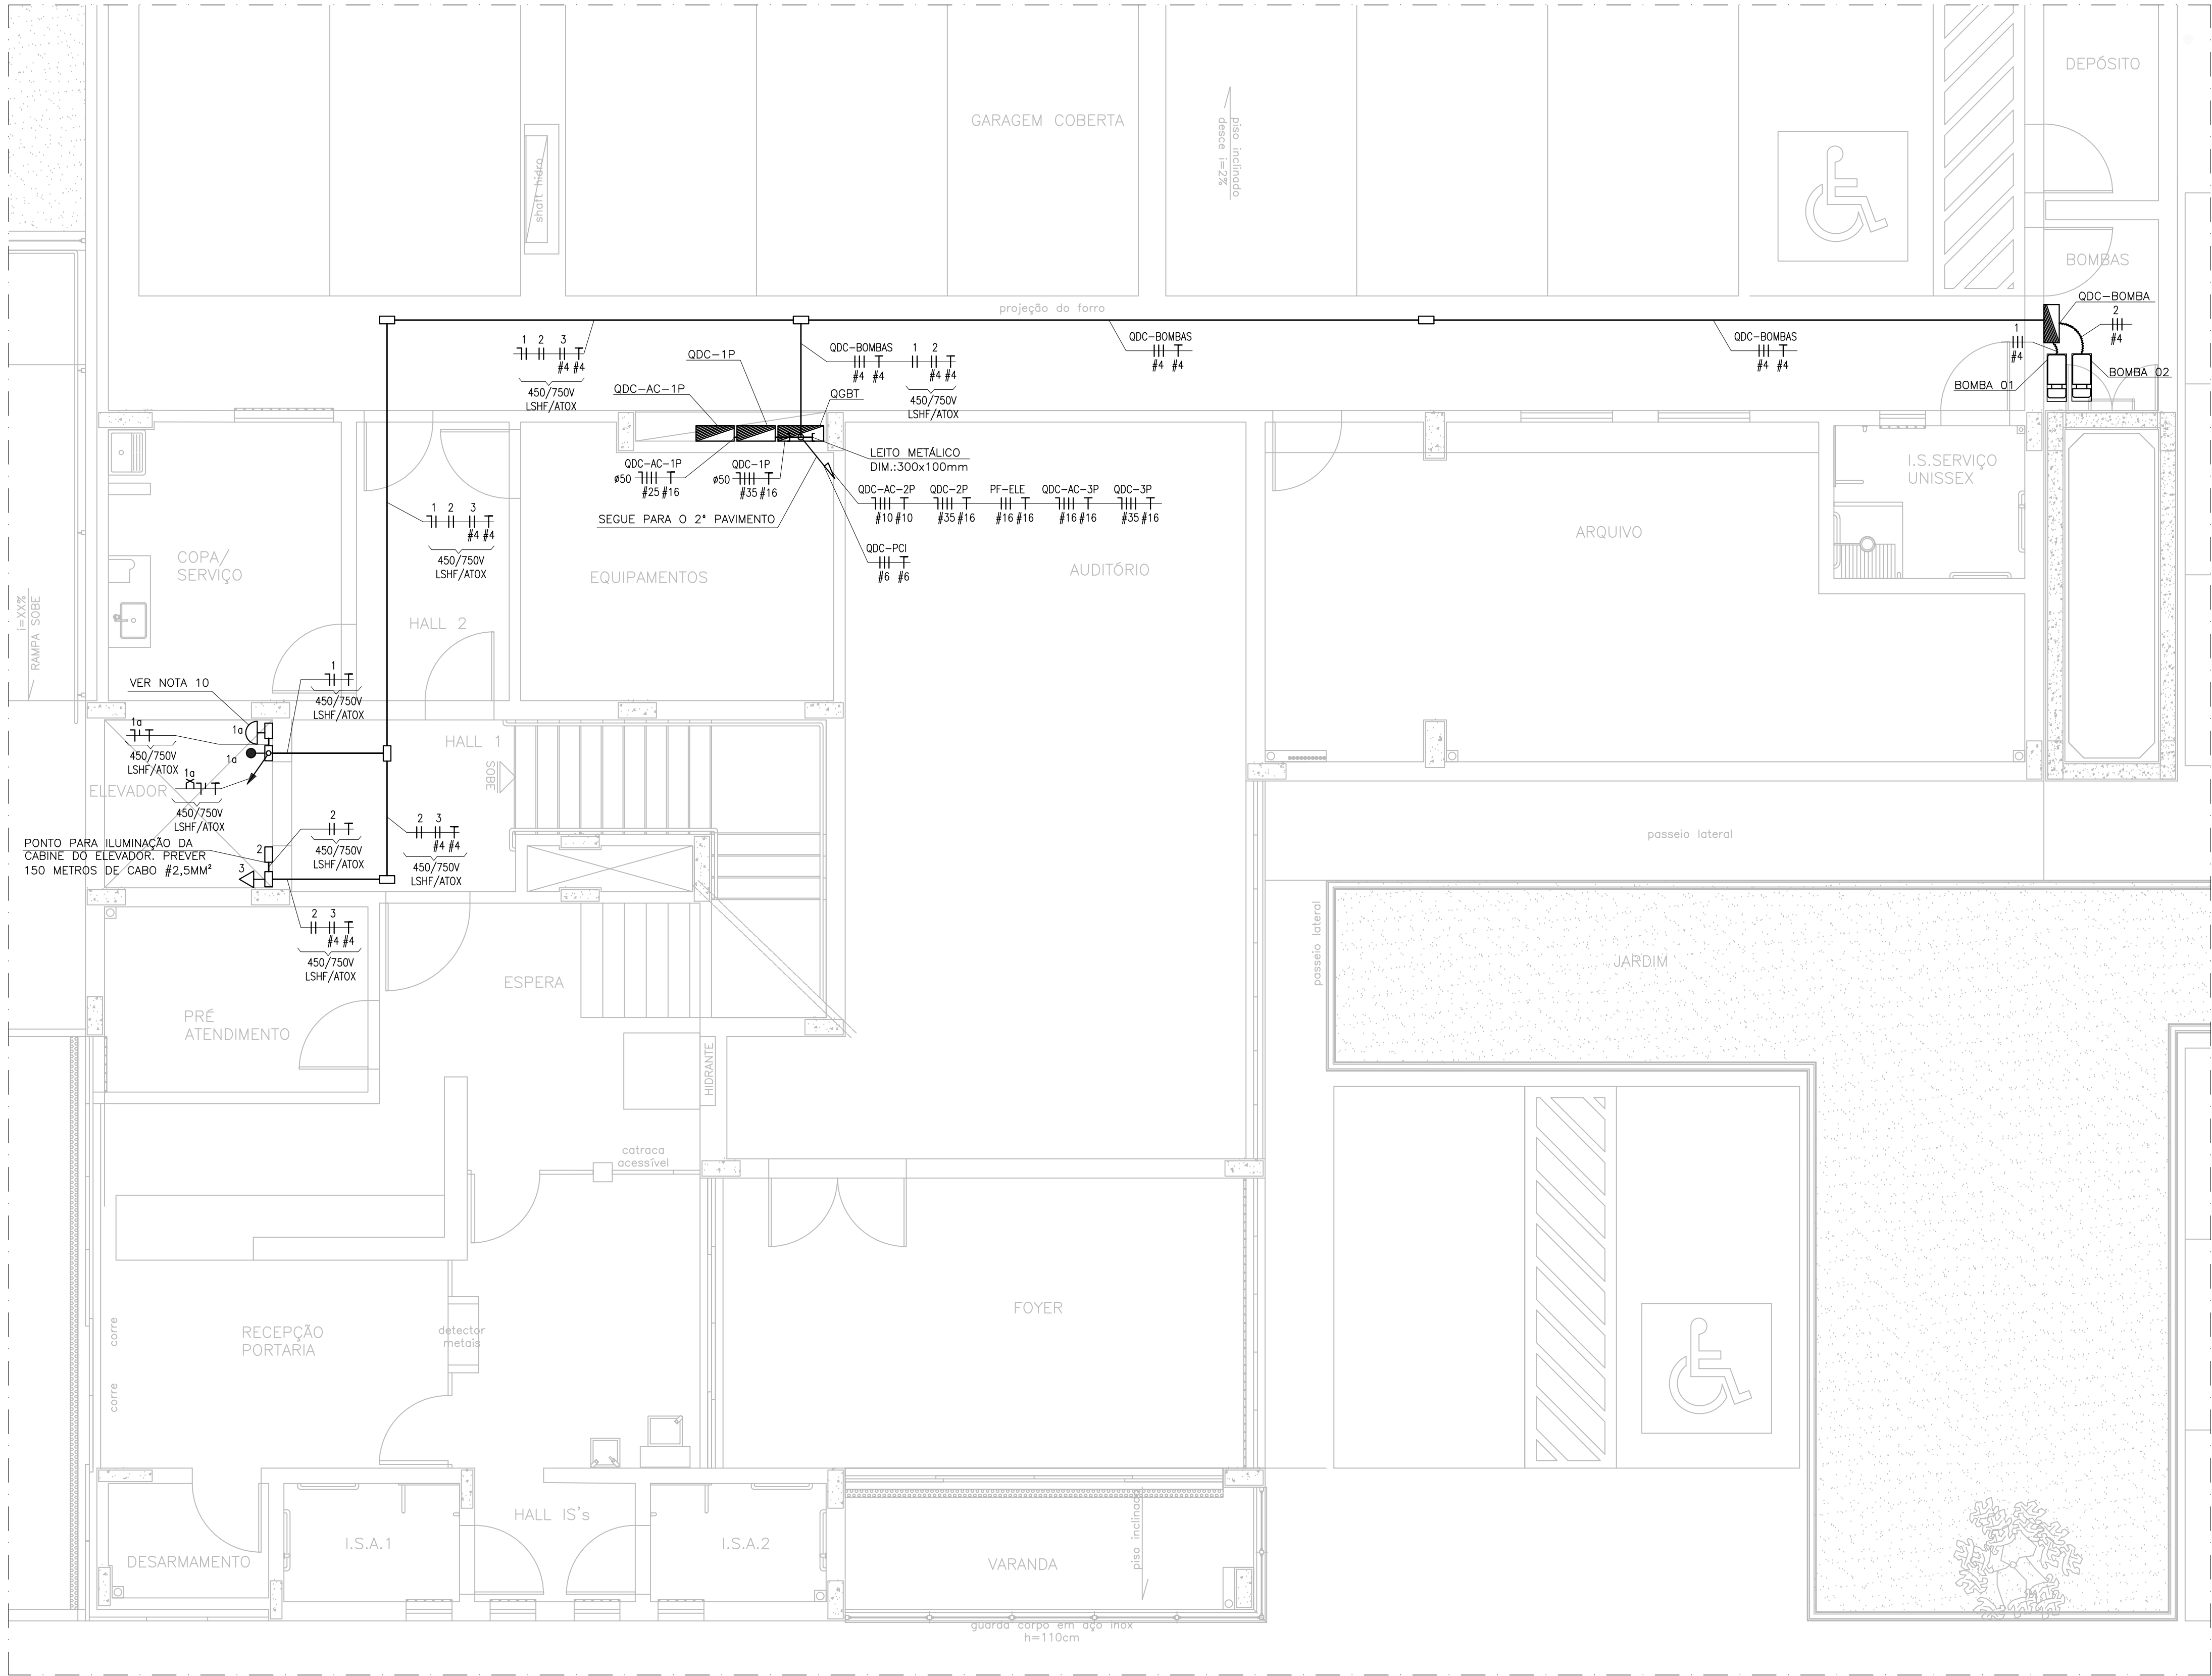 DEPÓSITO
GARAGEM COBERTA
piso inclinado
desce i=2%
shaft hidro
BOMBAS
projeção do forro
QDC-BOMBA
2
#4
1
#4
BOMBA 01
BOMBA 02
1 2 3
#4 #4
450/750V
LSHF/ATOX
QDC-1P
QDC-AC-1P
QDC-BOMBAS
#4 #4
1 2
#4 #4
450/750V
LSHF/ATOX
QGBT
QDC-BOMBAS
#4 #4
QDC-BOMBAS
#4 #4
LEITO METÁLICO
DIM.:300x100mm
QDC-AC-1P
ø50
#25 #16
QDC-1P
ø50
#35 #16
QDC-AC-2P QDC-2P PF-ELE QDC-AC-3P QDC-3P
#10 #10 #35 #16 #16 #16 #16 #16 #35 #16
SEGUE PARA O 2º PAVIMENTO
QDC-PCI
#6 #6
I.S.SERVIÇO
UNISSEX
ARQUIVO
AUDITÓRIO
EQUIPAMENTOS
1 2 3
#4 #4
450/750V
LSHF/ATOX
COPA/
SERVIÇO
HALL 2
i=XX%
RAMPA SOBE
VER NOTA 10
1
450/750V
LSHF/ATOX
1a
450/750V
LSHF/ATOX
1a
1a
1a
450/750V
LSHF/ATOX
HALL 1
SOBE
ELEVADOR
2
450/750V
LSHF/ATOX
2 3
#4 #4
450/750V
LSHF/ATOX
PONTO PARA ILUMINAÇÃO DA
CABINE DO ELEVADOR. PREVER
150 METROS DE CABO #2,5MM²
2
3
2 3
#4 #4
450/750V
LSHF/ATOX
passeio lateral
passeio lateral
JARDIM
ESPERA
PRÉ
ATENDIMENTO
HIDRANTE
catraca
acessível
FOYER
RECEPÇÃO
PORTARIA
detector
metais
corre
corre
HALL IS's
I.S.A.1
I.S.A.2
DESARMAMENTO
VARANDA
piso inclinado
guarda corpo em aço inox
h=110cm